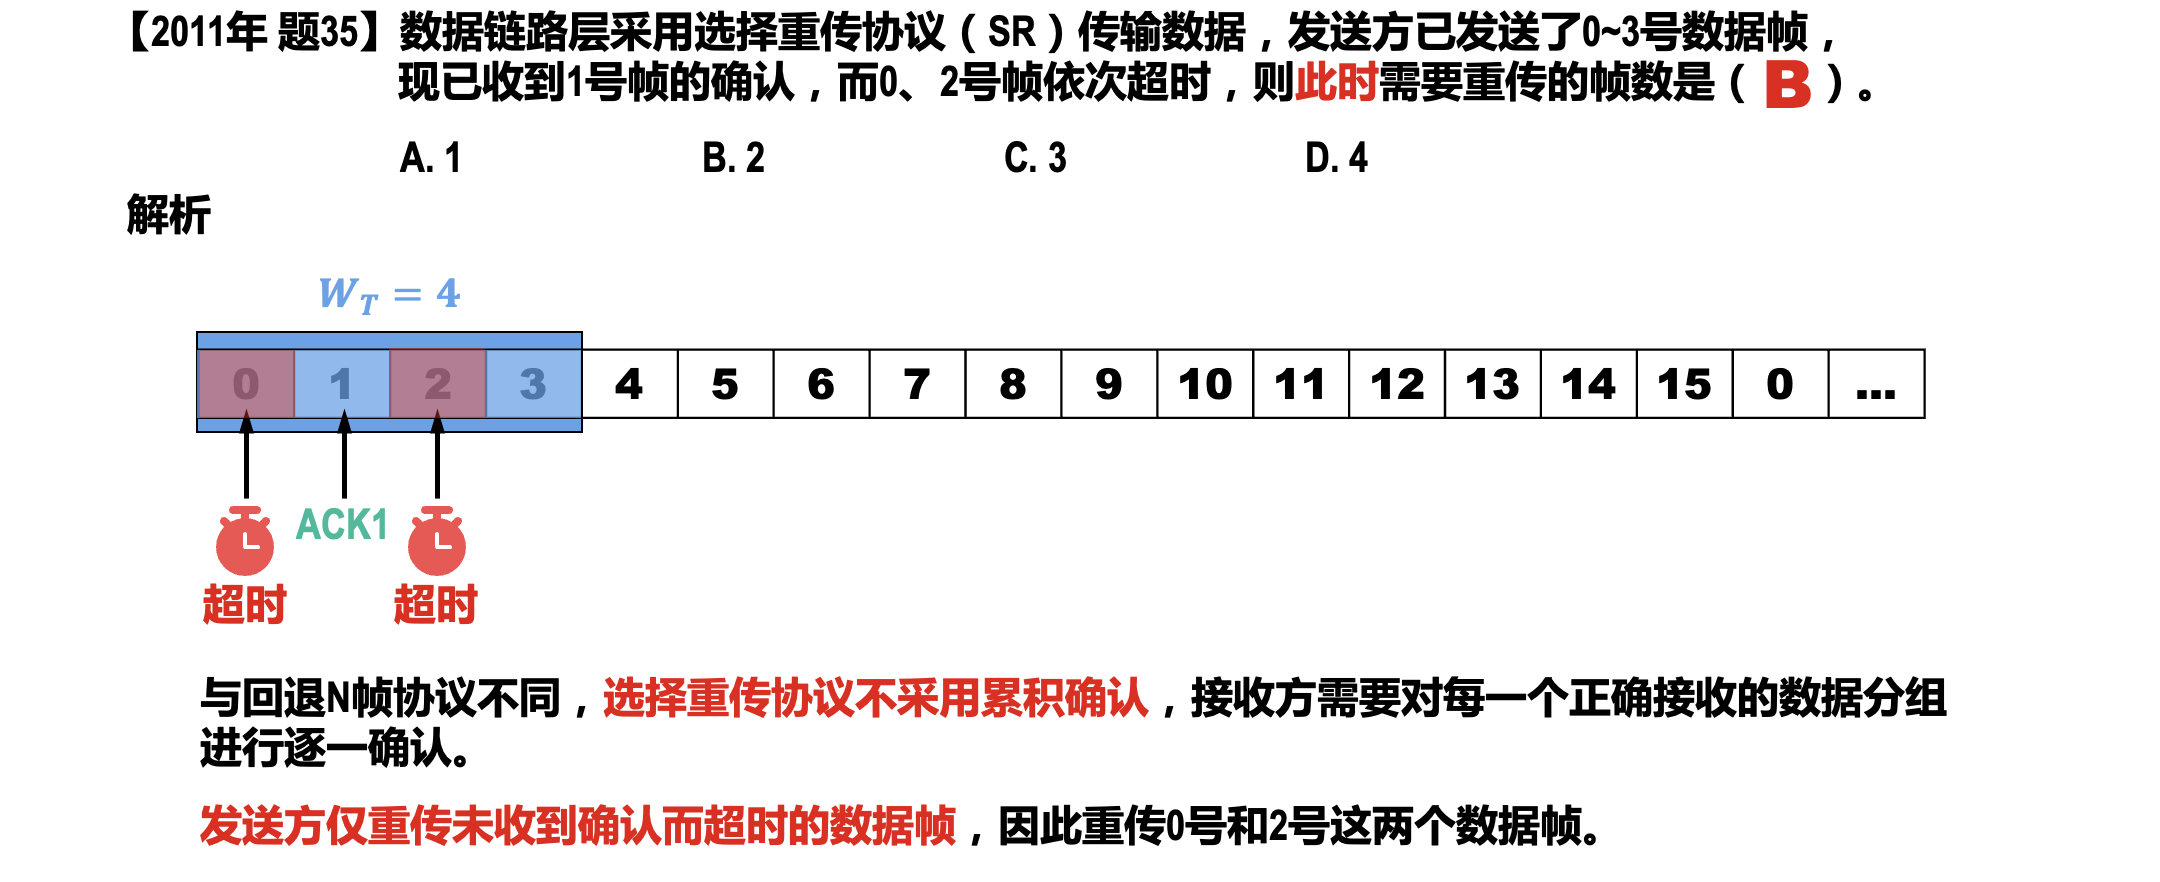 【2011年 题35】数据链路层采用选择重传协议（SR）传输数据，发送方已发送了0~3号数据帧，
现已收到1号帧的确认，而0、2号帧依次超时，则此时需要重传的帧数是（B）。
A. 1 B. 2 C. 3 D. 4
解析
W_T = 4
0 1 2 3 4 5 6 7 8 9 10 11 12 13 14 15 0 ...
ACK1
超时 超时
与回退N帧协议不同，选择重传协议不采用累积确认，接收方需要对每一个正确接收的数据分组
进行逐一确认。
发送方仅重传未收到确认而超时的数据帧，因此重传0号和2号这两个数据帧。